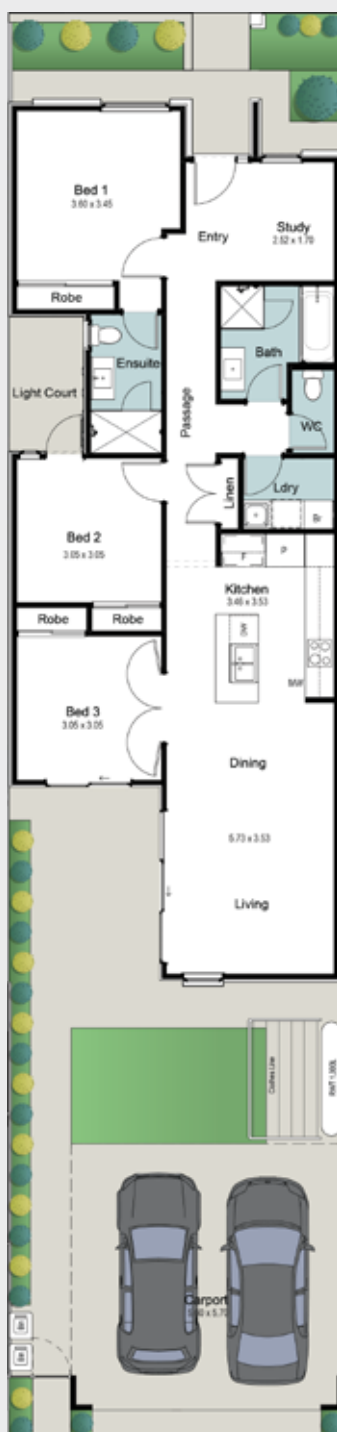 Bed 1
3.60 x 3.45
Study
2.52 x 1.70
Entry
Robe
Ensuite
Bath
Light Court
Passage
WC
Linen
Ldry
Bed 2
3.05 x 3.05
F
P
Kitchen
3.46 x 3.53
DW
MW
Robe
Robe
Bed 3
3.05 x 3.05
Dining
5.73 x 3.53
Living
Clothes Line
Carport